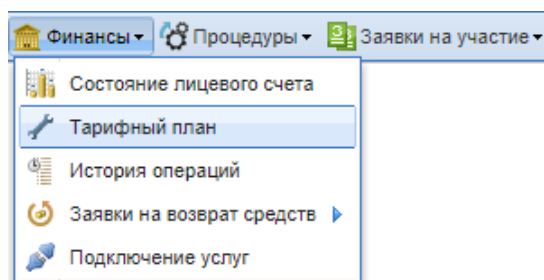 Финансы Процедуры Заявки на участие
Состояние лицевого счета
Тарифный план
История операций
Заявки на возврат средств
Подключение услуг